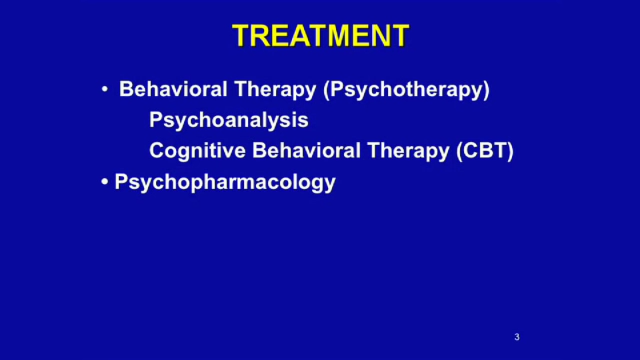 TREATMENT
• Behavioral Therapy (Psychotherapy)
Psychoanalysis
Cognitive Behavioral Therapy (CBT)
• Psychopharmacology
3